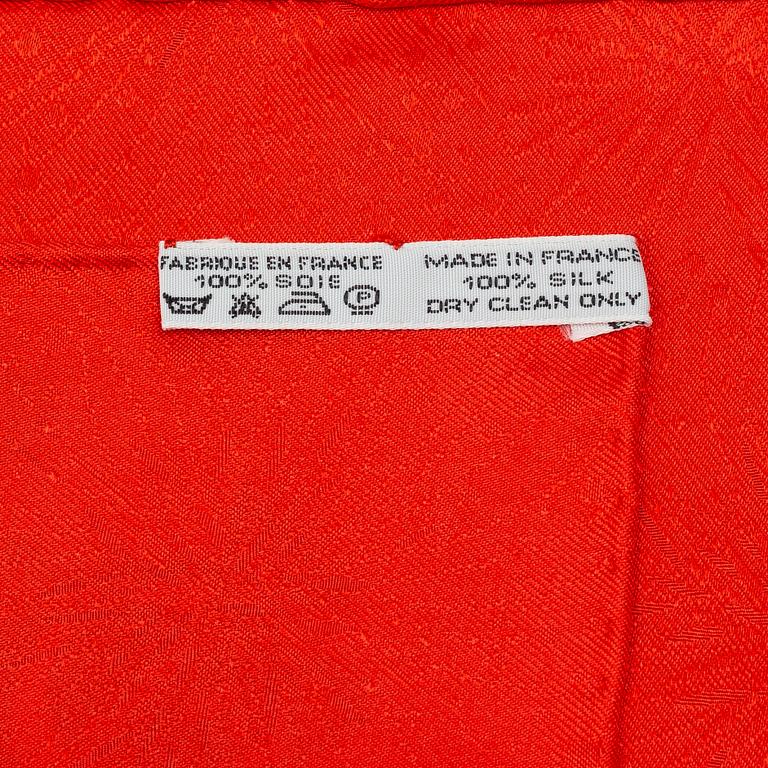 FABRIQUE EN FRANCE
100% SOIE
P
MADE IN FRANCE
100% SILK
DRY CLEAN ONLY